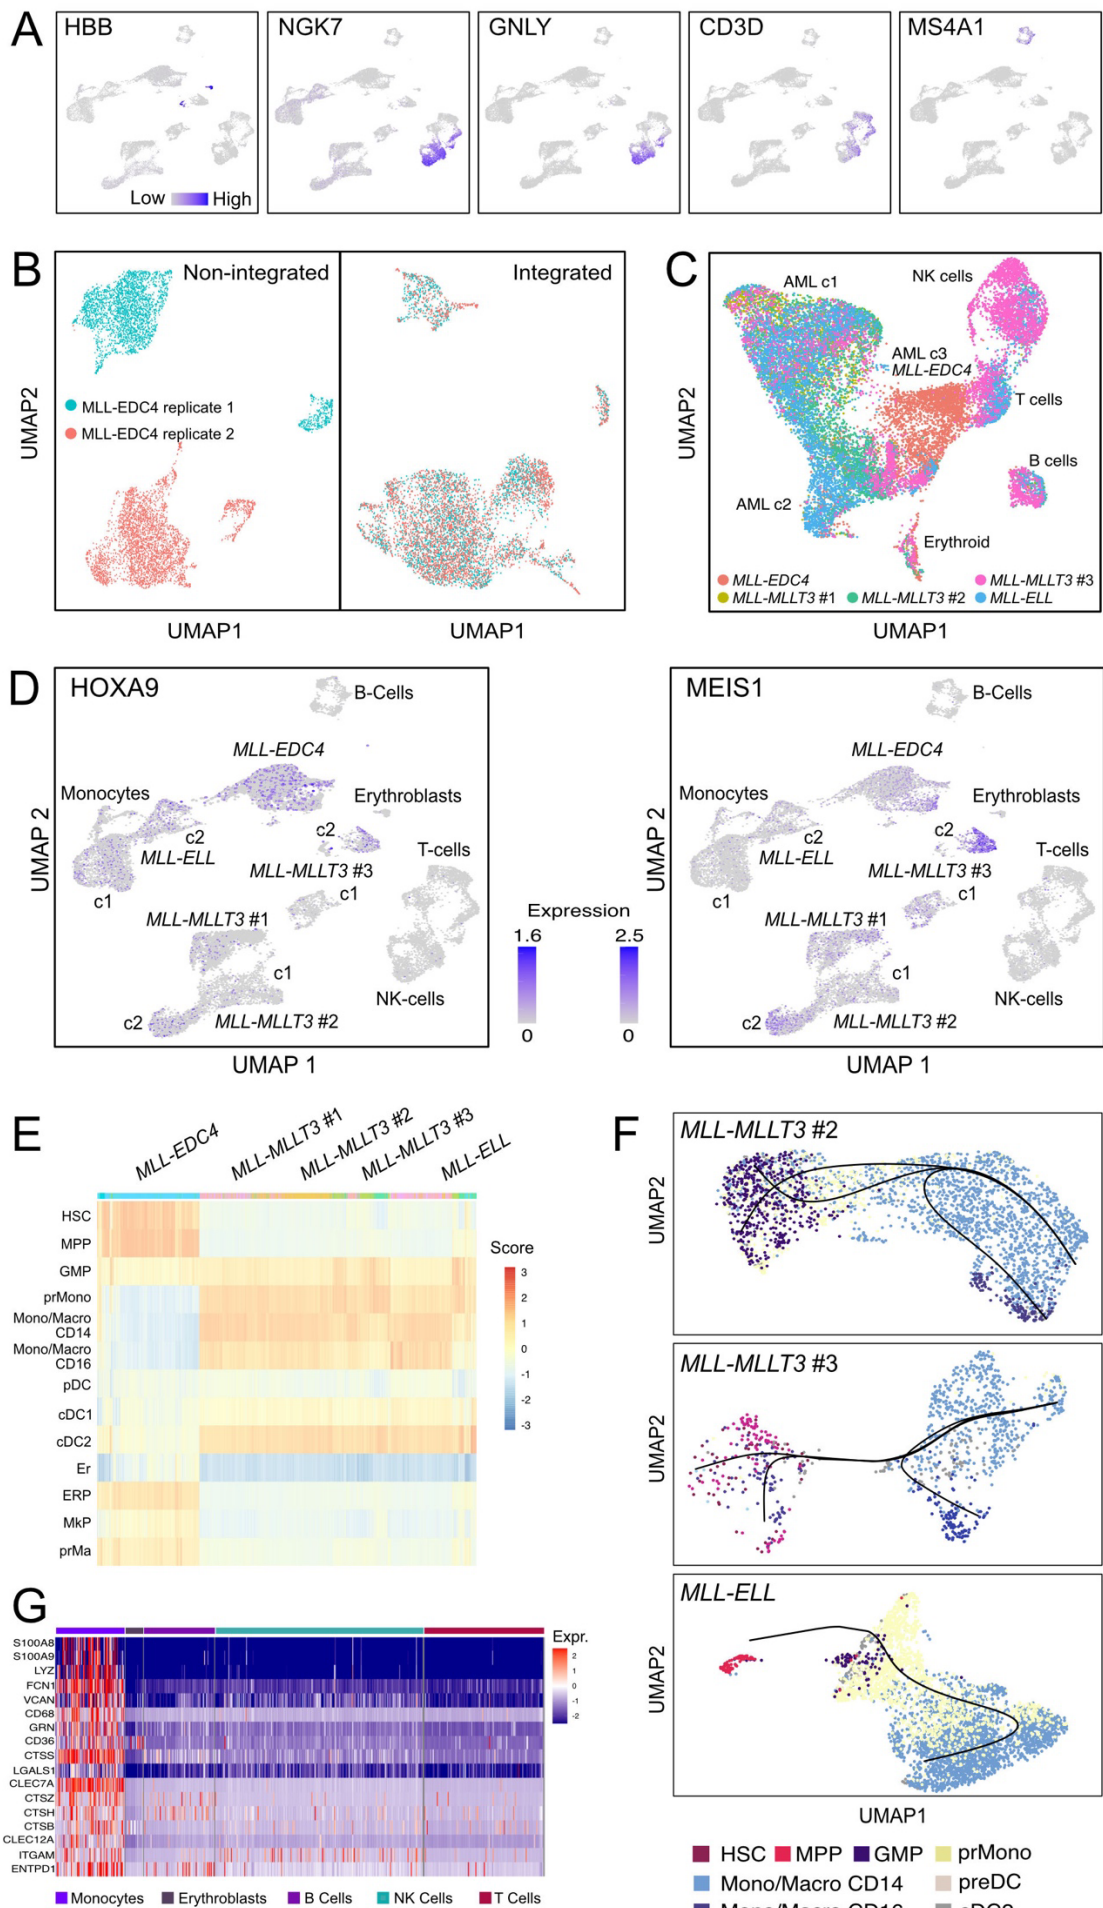 A
HBB
NGK7
GNLY
CD3D
MS4A1
Low
High
B
Non-integrated
Integrated
MLL-EDC4 replicate 1
MLL-EDC4 replicate 2
UMAP2
UMAP1
UMAP1
C
AML c1
NK cells
AML c3
MLL-EDC4
T cells
B cells
AML c2
Erythroid
MLL-EDC4
MLL-MLLT3 #3
MLL-MLLT3 #1
MLL-MLLT3 #2
MLL-ELL
UMAP2
UMAP1
D
HOXA9
B-Cells
MLL-EDC4
Monocytes
Erythroblasts
c2
c2
MLL-ELL
T-cells
MLL-MLLT3 #3
c1
c1
MLL-MLLT3 #1
c1
NK-cells
c2
MLL-MLLT3 #2
UMAP 2
UMAP 1
Expression
1.6
2.5
0
0
MEIS1
B-Cells
MLL-EDC4
Monocytes
Erythroblasts
c2
c2
MLL-ELL
T-cells
MLL-MLLT3 #3
c1
c1
MLL-MLLT3 #1
c1
NK-cells
c2
MLL-MLLT3 #2
UMAP 2
UMAP 1
E
MLL-EDC4
MLL-MLLT3 #1
MLL-MLLT3 #2
MLL-MLLT3 #3
MLL-ELL
HSC
MPP
GMP
prMono
Mono/Macro
CD14
Mono/Macro
CD16
pDC
cDC1
cDC2
Er
ERP
MkP
prMa
Score
3
2
1
0
-1
-2
-3
F
MLL-MLLT3 #2
UMAP2
MLL-MLLT3 #3
UMAP2
MLL-ELL
UMAP2
UMAP1
HSC
MPP
GMP
prMono
Mono/Macro CD14
preDC
Mono/Macro CD16
cDC2
G
S100A8
S100A9
LYZ
FCN1
VCAN
CD68
GRN
CD36
CTSS
LGALS1
CLEC7A
CTSZ
CTSH
CTSB
CLEC12A
ITGAM
ENTPD1
Expr.
2
1
0
-1
-2
Monocytes
Erythroblasts
B Cells
NK Cells
T Cells